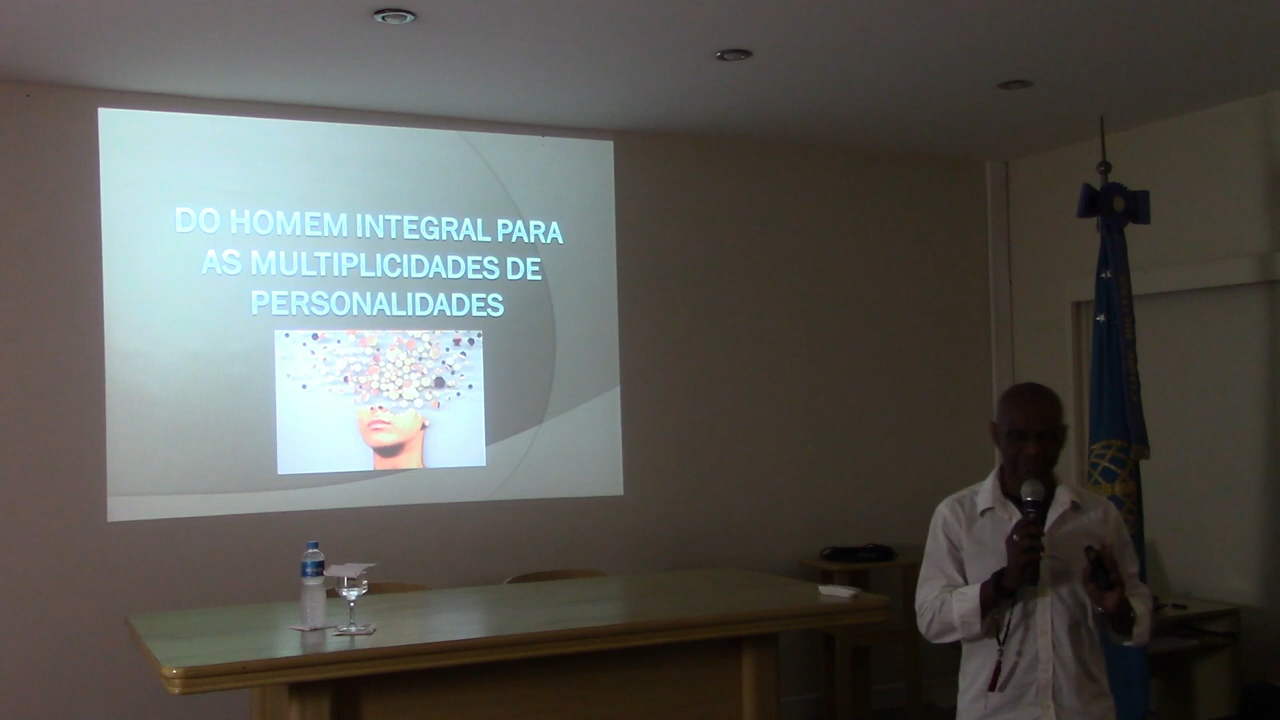 DO HOMEM INTEGRAL PARA
AS MULTIPLICIDADES DE
PERSONALIDADES